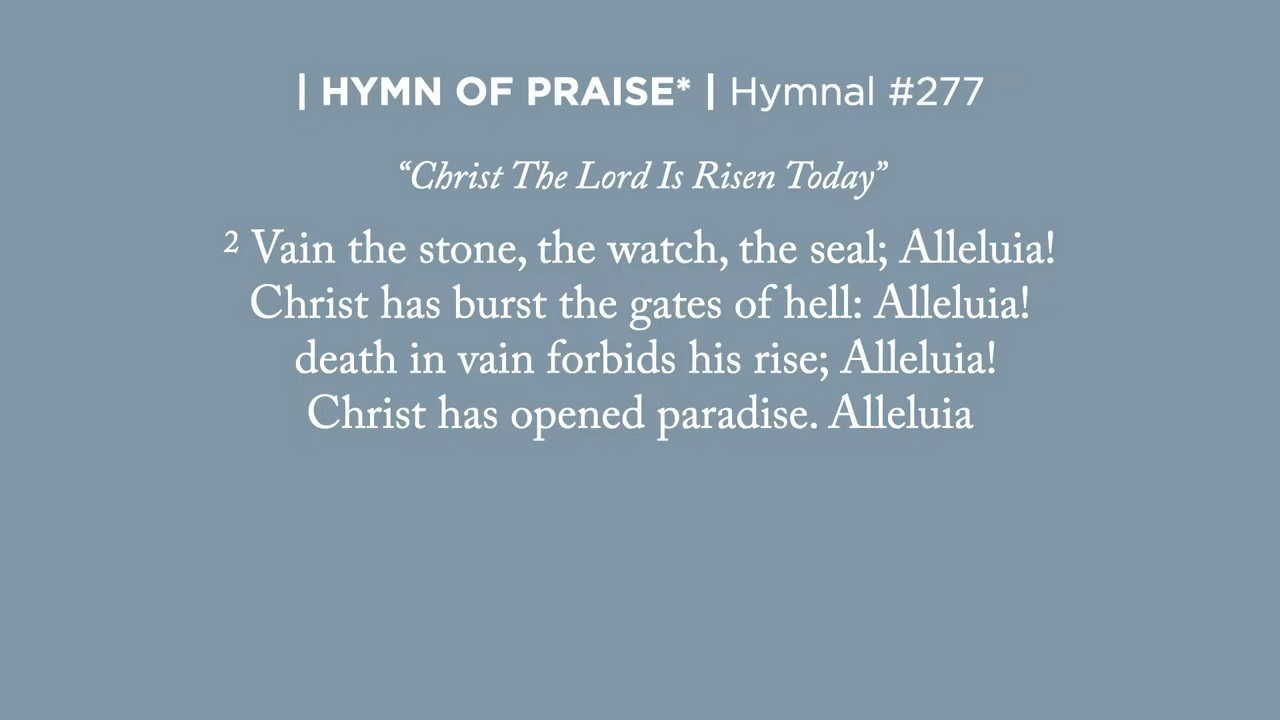 | HYMN OF PRAISE* | Hymnal #277
“Christ The Lord Is Risen Today”
² Vain the stone, the watch, the seal; Alleluia!
Christ has burst the gates of hell: Alleluia!
death in vain forbids his rise; Alleluia!
Christ has opened paradise. Alleluia